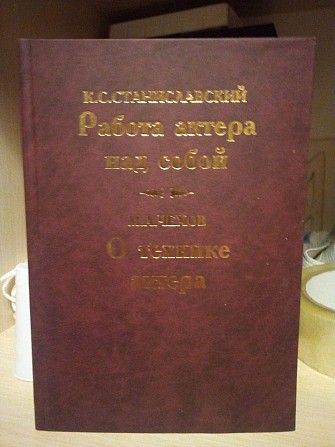 К.С.СТАНИСЛАВСКИЙ
Работа актера
над собой
М.А.ЧЕХОВ
О технике
актера